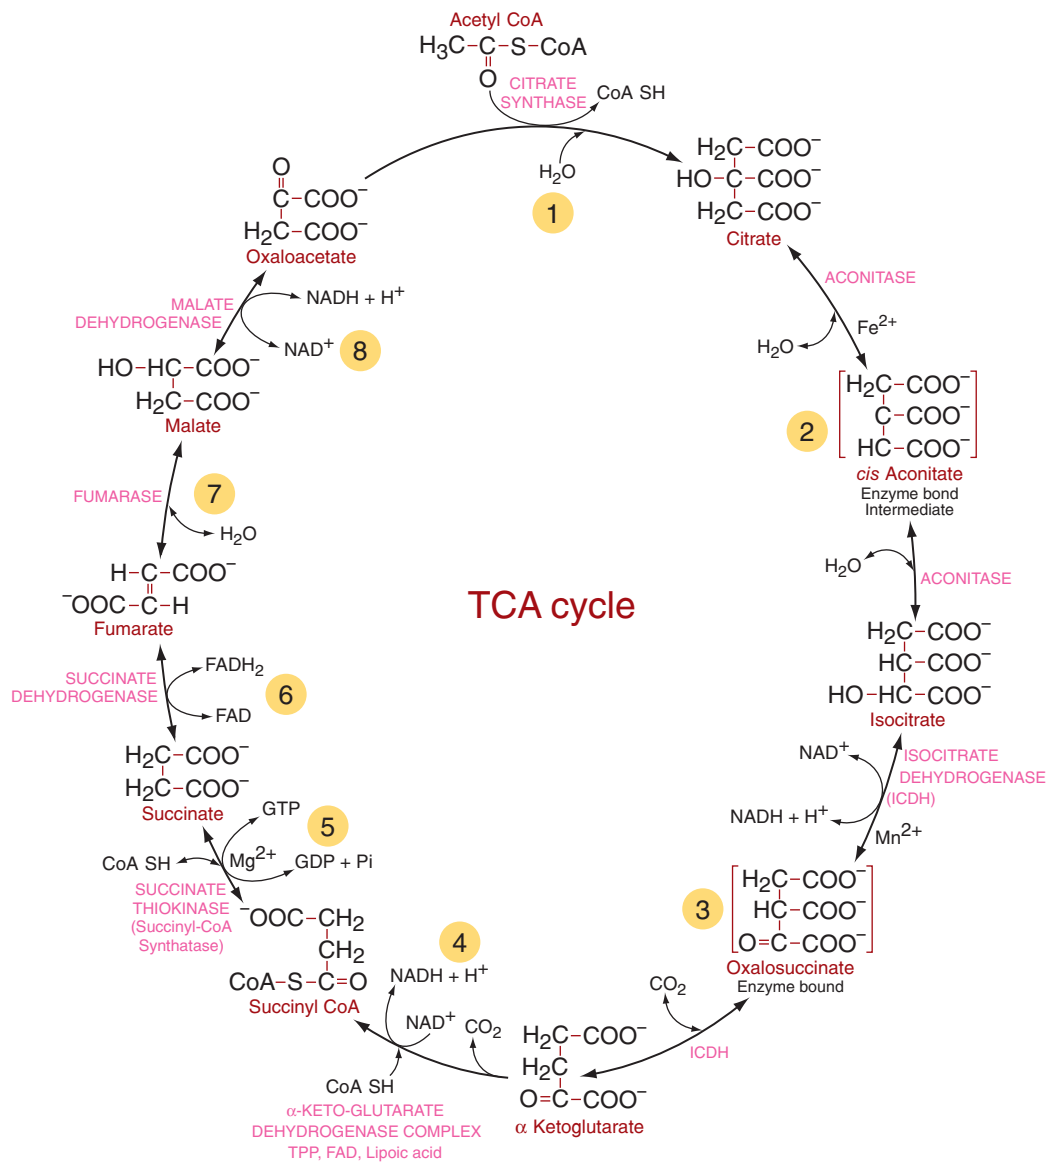 Acetyl CoA
H₃C–C–S–CoA
O
CITRATE
SYNTHASE
CoA SH
H₂O
1
H₂C–COO⁻
HO–C–COO⁻
H₂C–COO⁻
Citrate
ACONITASE
Fe²⁺
H₂O
2
H₂C–COO⁻
C–COO⁻
HC–COO⁻
cis Aconitate
Enzyme bond
Intermediate
H₂O
ACONITASE
H₂C–COO⁻
HC–COO⁻
HO–HC–COO⁻
Isocitrate
NAD⁺
ISOCITRATE
DEHYDROGENASE
(ICDH)
NADH + H⁺
Mn²⁺
3
H₂C–COO⁻
HC–COO⁻
O=C–COO⁻
Oxalosuccinate
Enzyme bound
CO₂
ICDH
H₂C–COO⁻
H₂C
O=C–COO⁻
α Ketoglutarate
4
NADH + H⁺
NAD⁺
CO₂
CoA SH
α-KETO-GLUTARATE
DEHYDROGENASE COMPLEX
TPP, FAD, Lipoic acid
⁻OOC–CH₂
CH₂
CoA–S–C=O
Succinyl CoA
5
GTP
Mg²⁺
GDP + Pi
CoA SH
SUCCINATE
THIOKINASE
(Succinyl-CoA
Synthatase)
H₂C–COO⁻
H₂C–COO⁻
Succinate
6
FADH₂
FAD
SUCCINATE
DEHYDROGENASE
H–C–COO⁻
⁻OOC–C–H
Fumarate
7
FUMARASE
H₂O
HO–HC–COO⁻
H₂C–COO⁻
Malate
8
MALATE
DEHYDROGENASE
NADH + H⁺
NAD⁺
O
C–COO⁻
H₂C–COO⁻
Oxaloacetate
TCA cycle